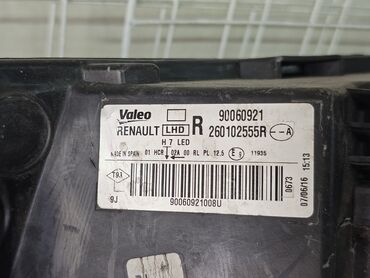 Valeo 90060921
RENAULT LHD R 260102555R --A
H7 LED
MADE IN SPAIN 01 HCR 02A 00 RL PL 12.5 E9 11935
9J
90060921008U
0673
07/06/16 15:13